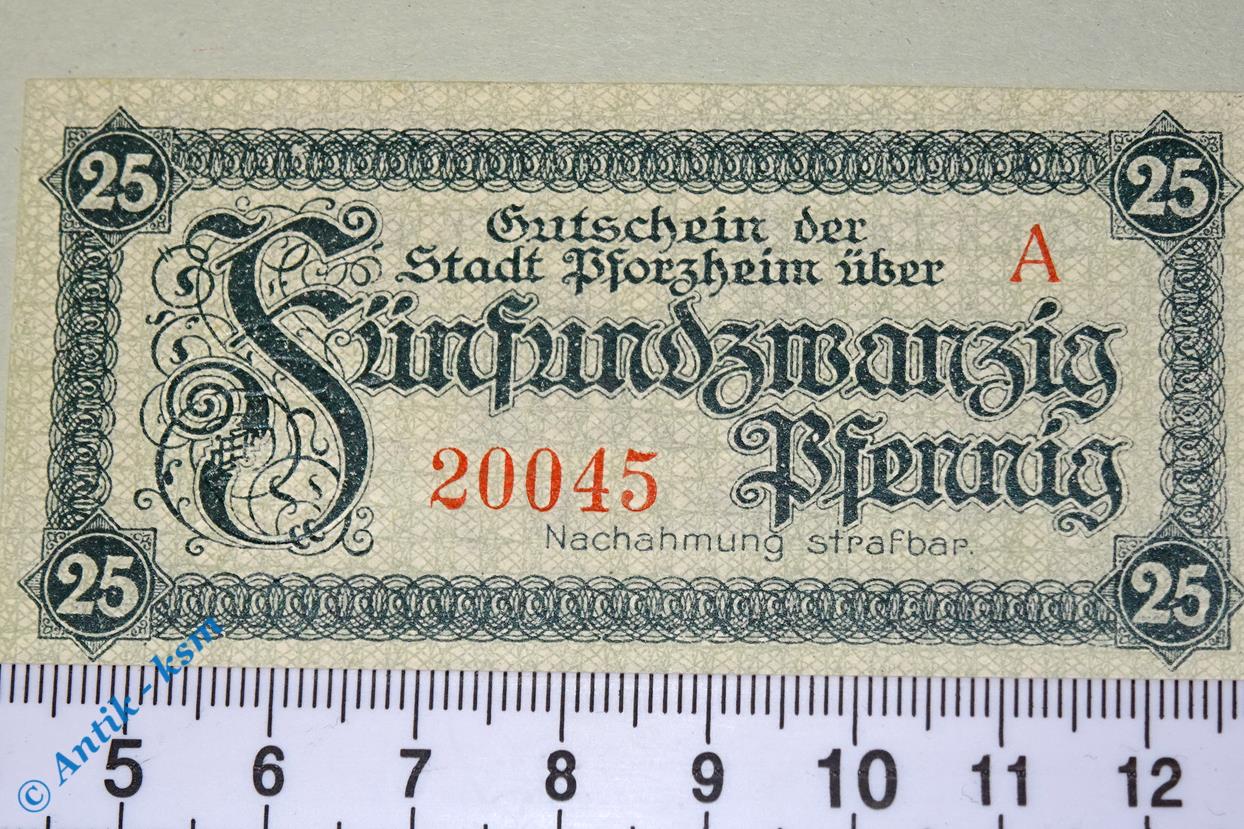 25
25
Gutschein der
Stadt Pforzheim über
A
Fünfundzwanzig
Pfennig
20045
Nachahmung strafbar.
25
25
© Antik - ksm
5 6 7 8 9 10 11 12